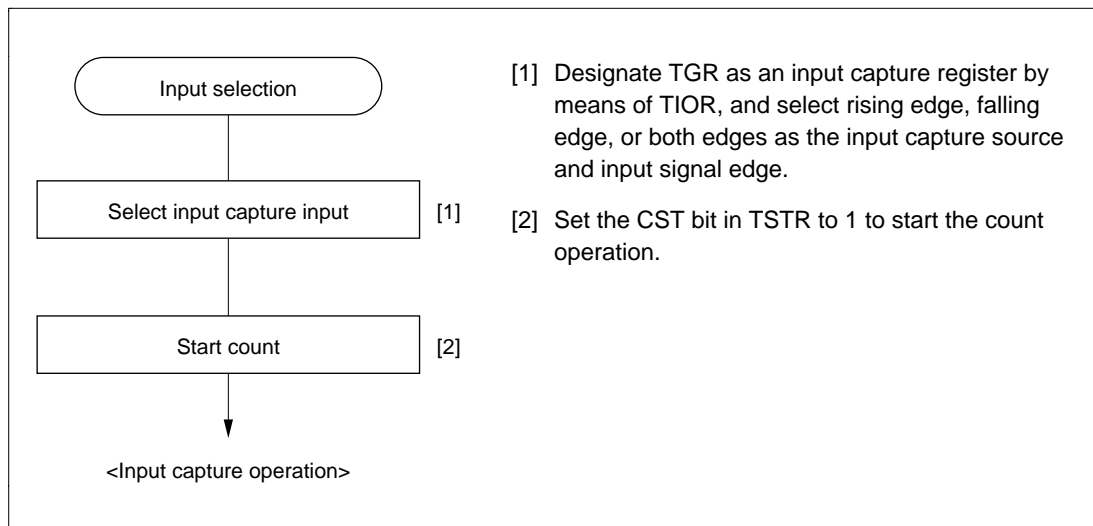 Input selection
Select input capture input
[1]
Start count
[2]
<Input capture operation>
[1] Designate TGR as an input capture register by
means of TIOR, and select rising edge, falling
edge, or both edges as the input capture source
and input signal edge.
[2] Set the CST bit in TSTR to 1 to start the count
operation.